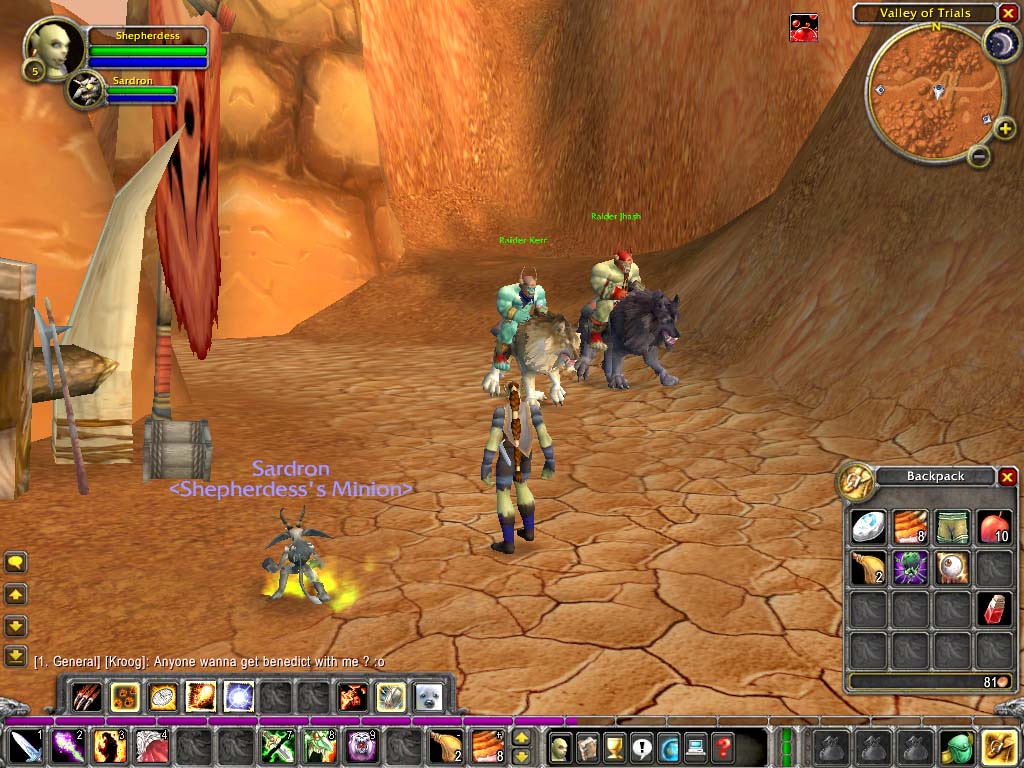 Shepherdess
5
Sardron
Valley of Trials
N
Raider Jhash
Raider Kerr
Sardron
<Shepherdess's Minion>
Backpack
8
10
2
81
[1. General] [Kroog]: Anyone wanna get benedict with me ? :o
1 2 3 4 7 8 9 - 2 + 8